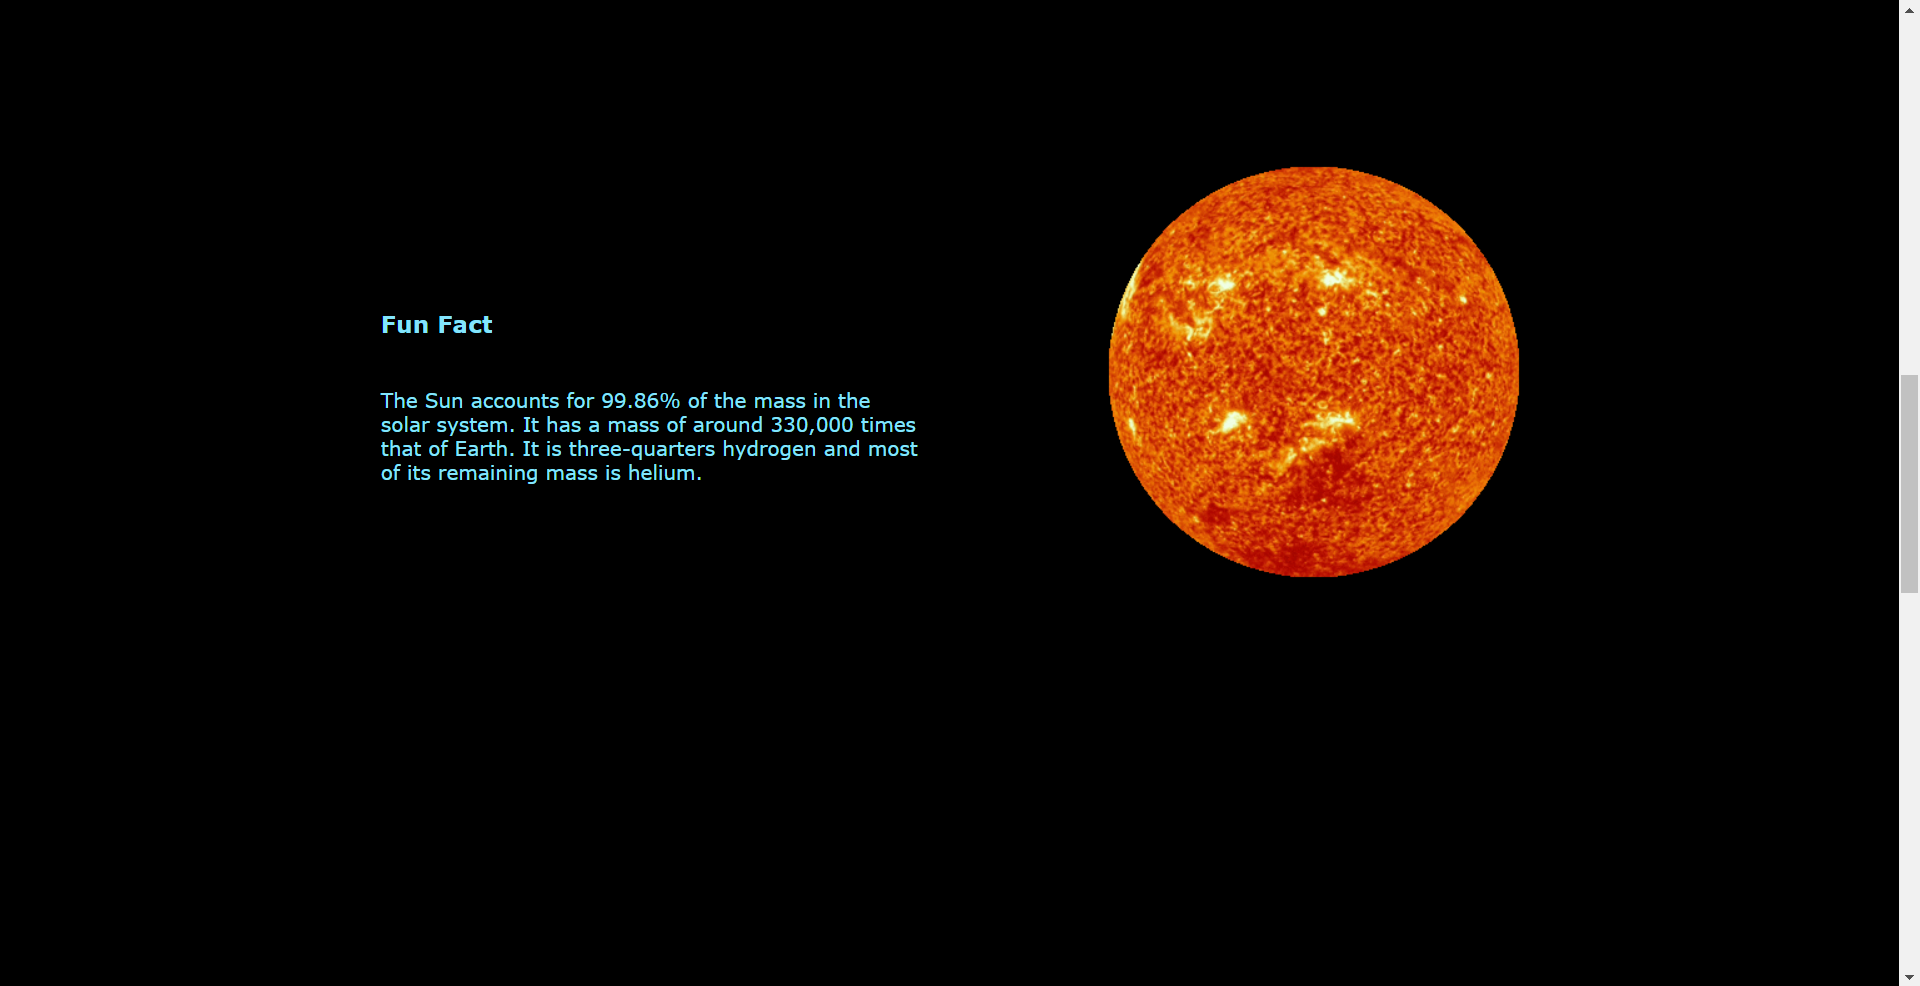 Fun Fact
The Sun accounts for 99.86% of the mass in the
solar system. It has a mass of around 330,000 times
that of Earth. It is three-quarters hydrogen and most
of its remaining mass is helium.